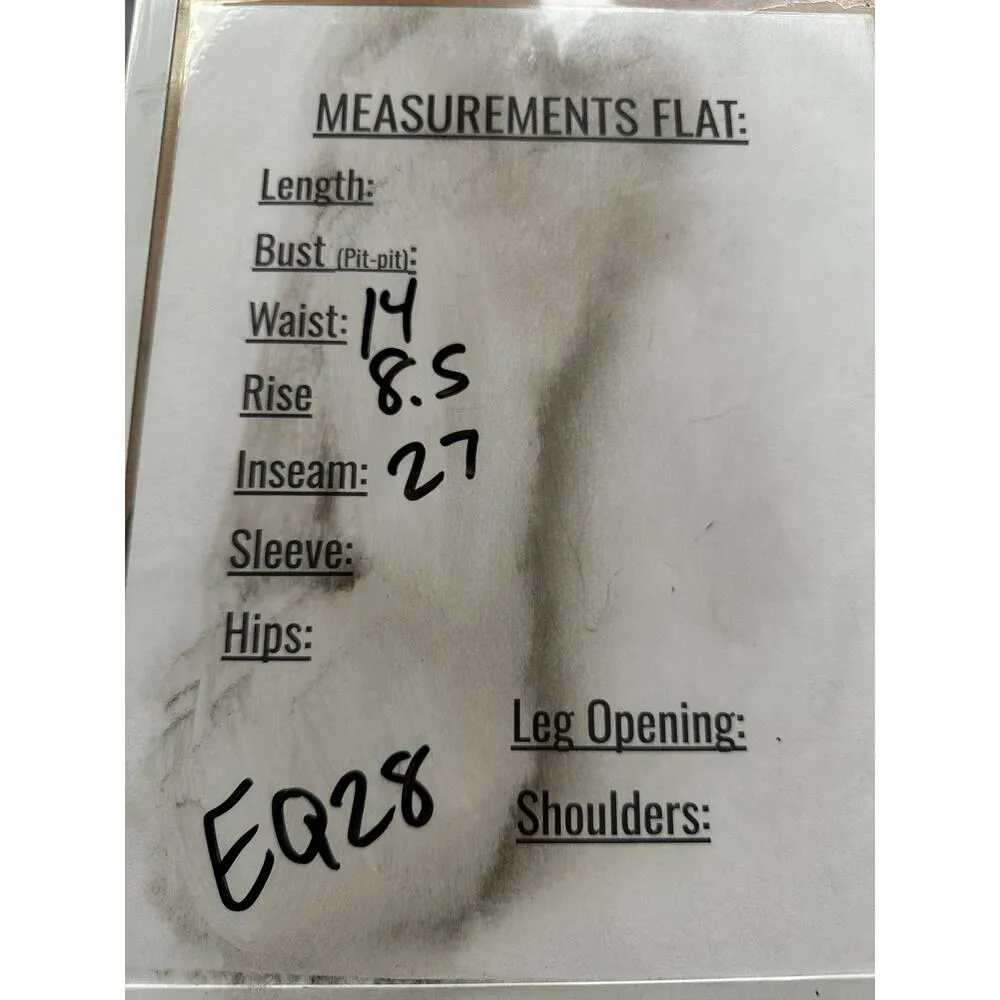 MEASUREMENTS FLAT:
Length:
Bust (Pit-pit):
Waist: 14
Rise 8.5
Inseam: 27
Sleeve:
Hips:
Leg Opening:
EQ28
Shoulders: